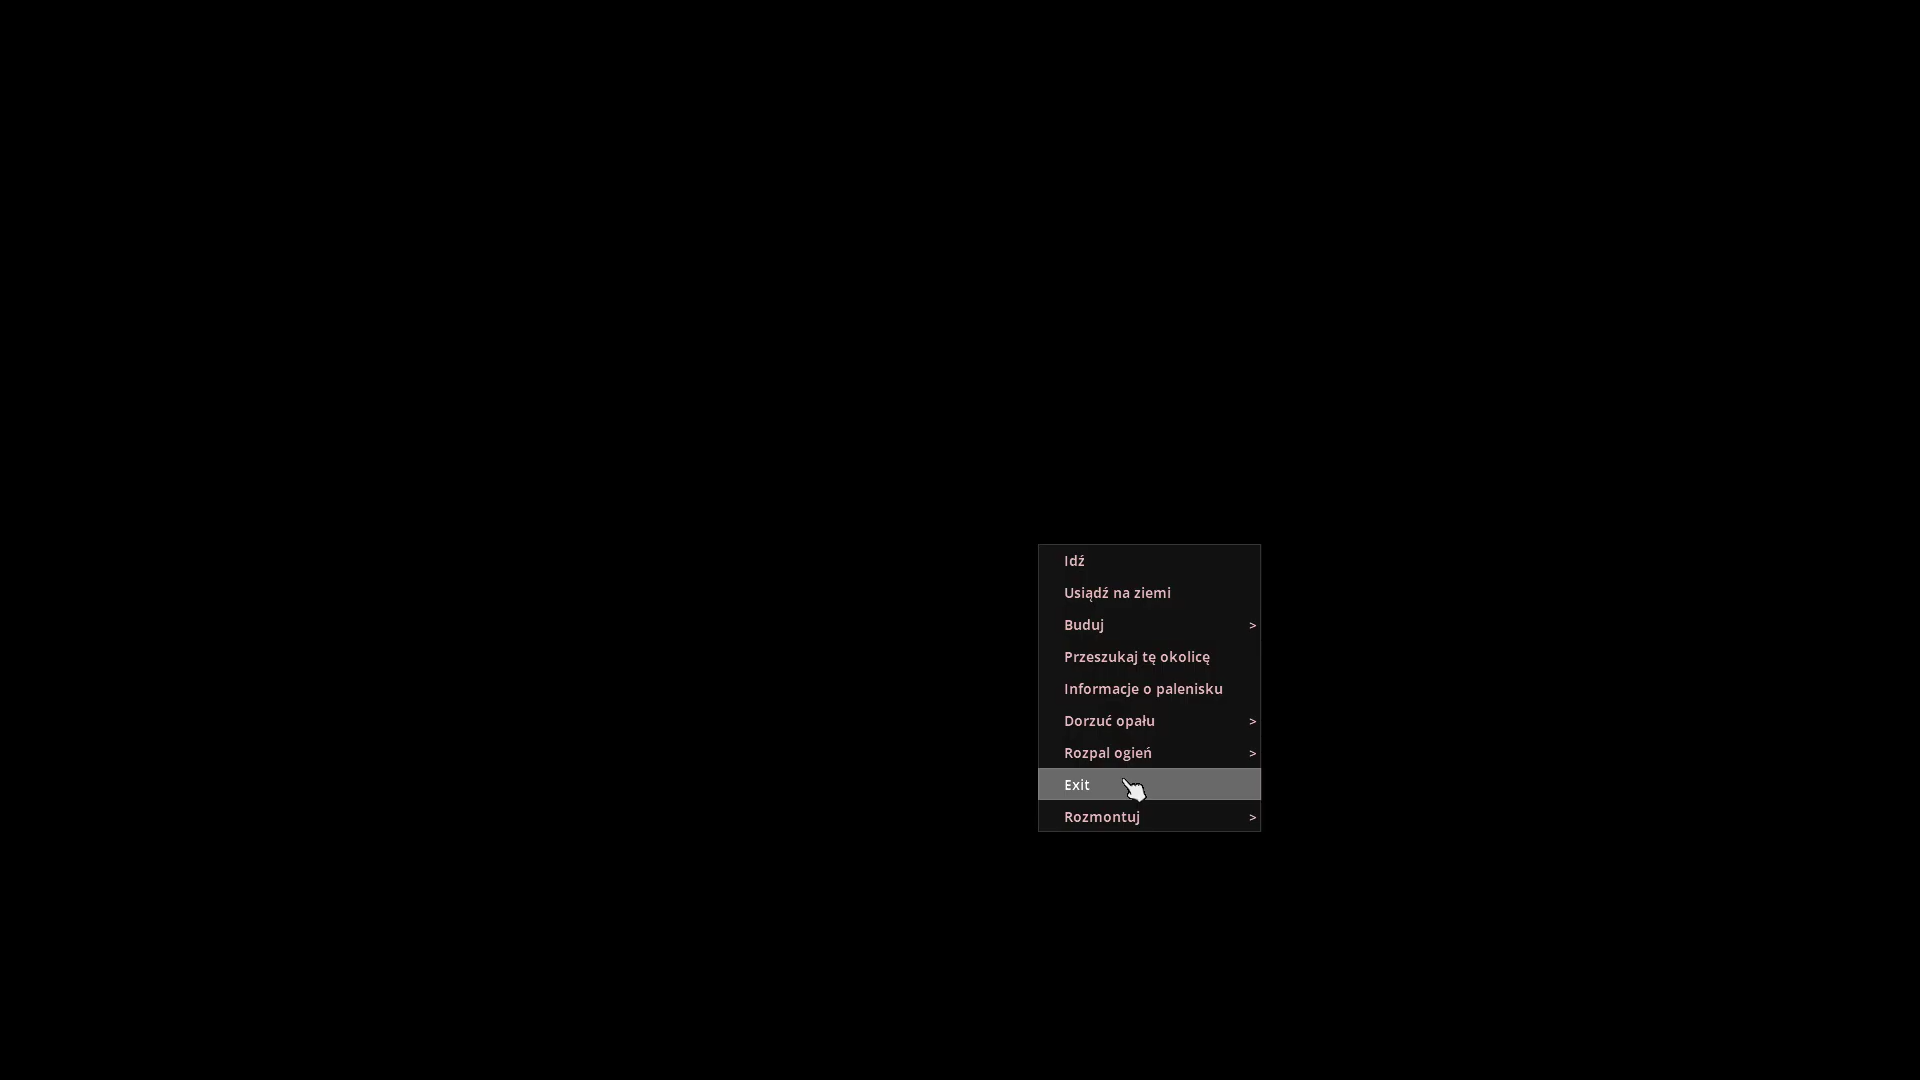 Idź
Usiądź na ziemi
Buduj >
Przeszukaj tę okolicę
Informacje o palenisku
Dorzuć opału >
Rozpal ogień >
Exit
Rozmontuj >